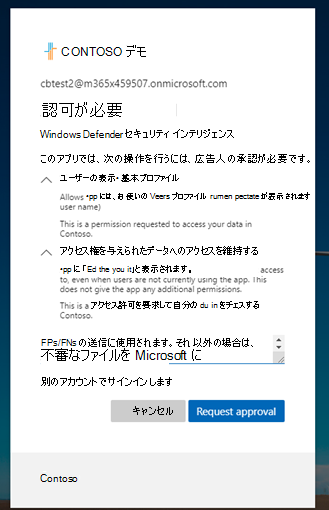 CONTOSO デモ
cbtest2@m365x459507.onmicrosoft.com
認可が必要
Windows Defenderセキュリティ インテリジェンス
このアプリでは、次の操作を行うには、広告人の承認が必要です。
ユーザーの表示・基本プロファイル
Allows •pp には、お 使いの Veers プロファイル rumen pectate が表示されます
user name)
This is a permission requested to access your data in
Contoso.
アクセス権を与えられたデータへのアクセスを維持する
•pp に「Ed the you it」と表示されます。 access
to, even when users are not currently using the app. This
does not give the app any additional permissions.
This is a アクセス許可を要求して自分の du in をチェスする
Contoso.
FPs/FNs の送信に使用されます。それ以外の場合は、
不審なファイルを Microsoft に
別のアカウントでサインインします
キャンセル Request approval
Contoso